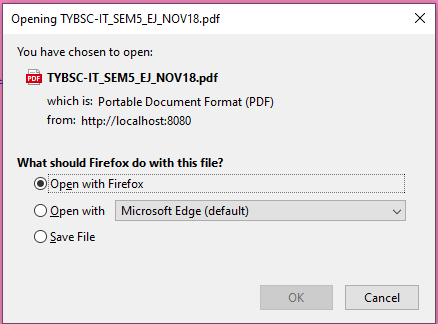 Opening TYBSC-IT_SEM5_EJ_NOV18.pdf
You have chosen to open:
PDF TYBSC-IT_SEM5_EJ_NOV18.pdf
which is: Portable Document Format (PDF)
from: http://localhost:8080
What should Firefox do with this file?
Open with Firefox
Open with Microsoft Edge (default)
Save File
OK Cancel